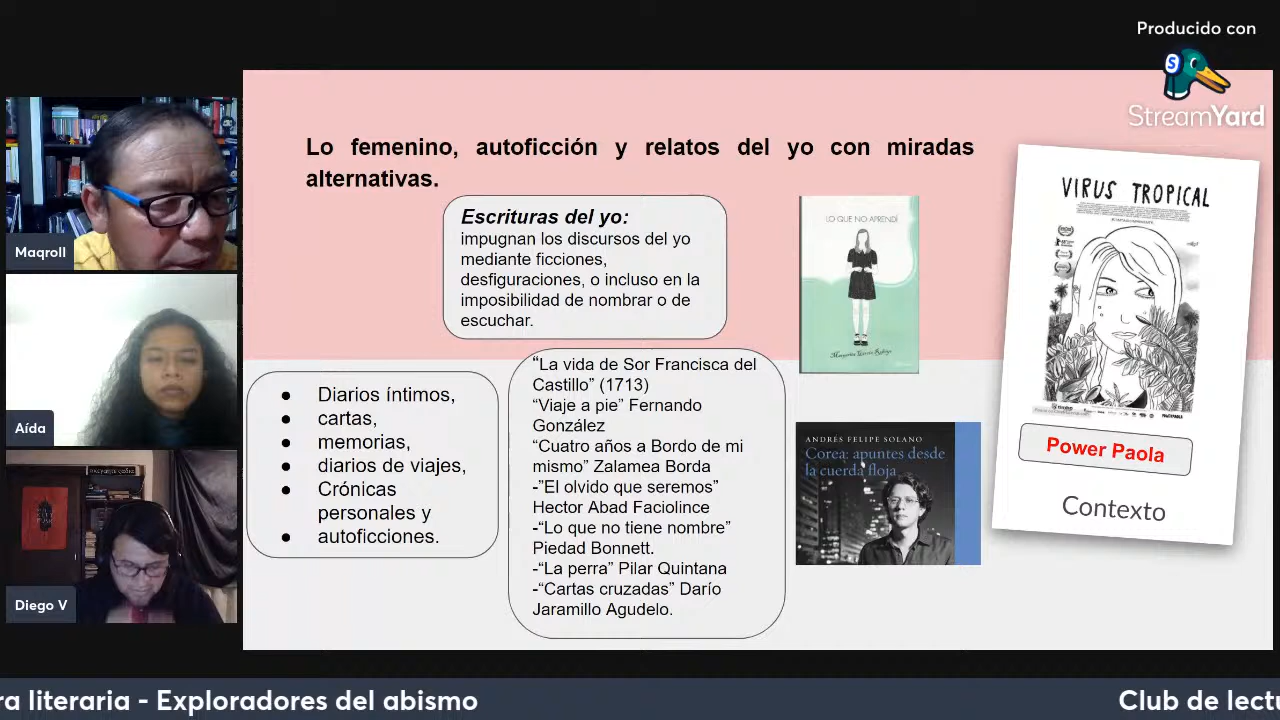 Producido con
StreamYard
Maqroll
Aída
Diego V
Lo femenino, autoficción y relatos del yo con miradas
alternativas.
Escrituras del yo:
impugnan los discursos del yo
mediante ficciones,
desfiguraciones, o incluso en la
imposibilidad de nombrar o de
escuchar.
● Diarios íntimos,
● cartas,
● memorias,
● diarios de viajes,
● Crónicas
personales y
● autoficciones.
“La vida de Sor Francisca del
Castillo” (1713)
“Viaje a pie” Fernando
González
“Cuatro años a Bordo de mi
mismo” Zalamea Borda
-”El olvido que seremos”
Hector Abad Faciolince
-“Lo que no tiene nombre”
Piedad Bonnett.
-“La perra” Pilar Quintana
-“Cartas cruzadas” Darío
Jaramillo Agudelo.
LO QUE NO APRENDÍ
ANDRÉS FELIPE SOLANO
Corea: apuntes desde
la cuerda floja
VIRUS TROPICAL
Power Paola
Contexto
ra literaria - Exploradores del abismo
Club de lectu